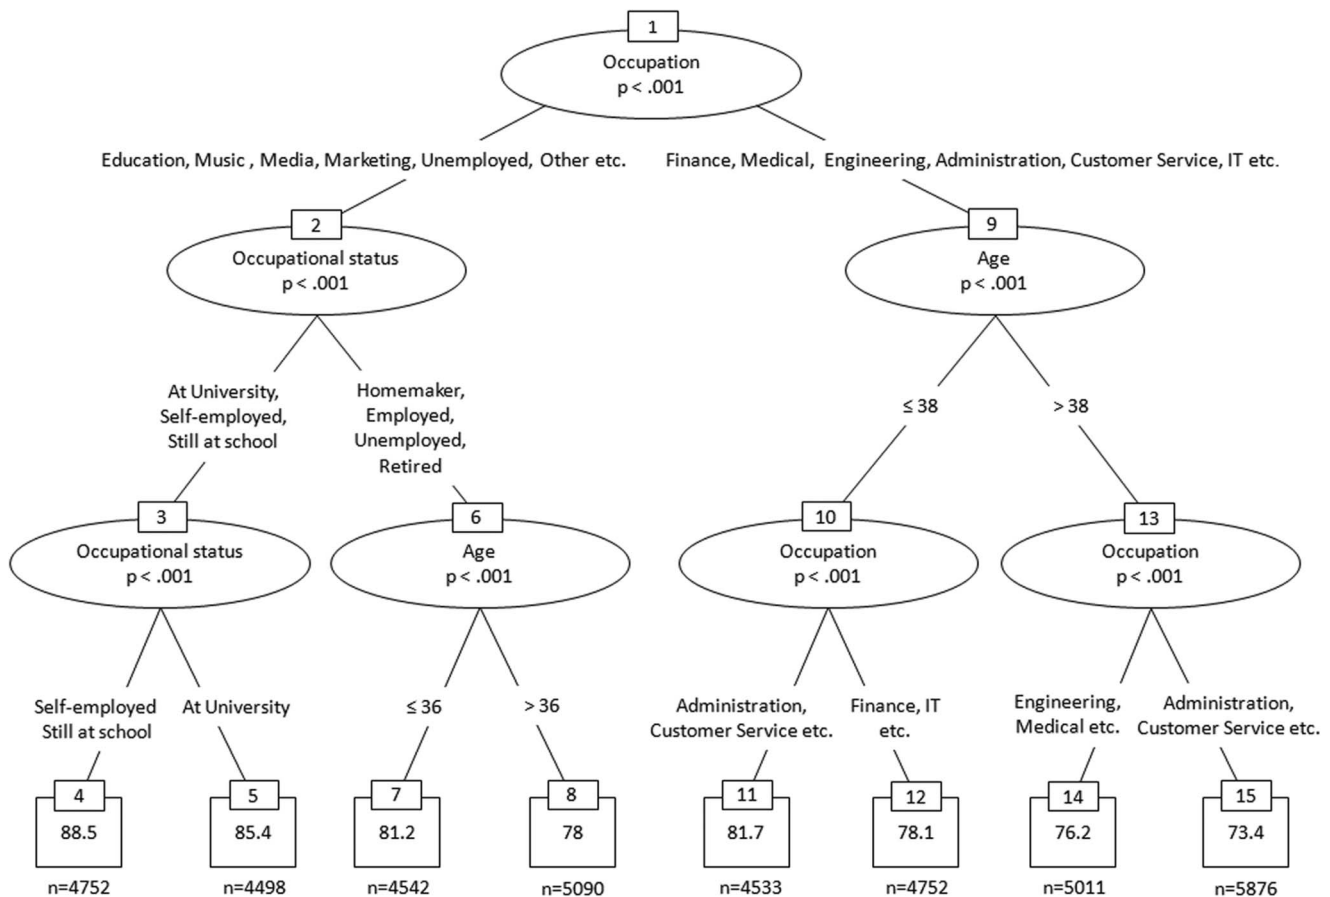 1
Occupation
p < .001
Education, Music , Media, Marketing, Unemployed, Other etc.
Finance, Medical, Engineering, Administration, Customer Service, IT etc.
2
Occupational status
p < .001
9
Age
p < .001
At University,
Self-employed,
Still at school
Homemaker,
Employed,
Unemployed,
Retired
≤ 38
> 38
3
Occupational status
p < .001
6
Age
p < .001
10
Occupation
p < .001
13
Occupation
p < .001
Self-employed
Still at school
At University
≤ 36
> 36
Administration,
Customer Service etc.
Finance, IT
etc.
Engineering,
Medical etc.
Administration,
Customer Service etc.
4
88.5
n=4752
5
85.4
n=4498
7
81.2
n=4542
8
78
n=5090
11
81.7
n=4533
12
78.1
n=4752
14
76.2
n=5011
15
73.4
n=5876